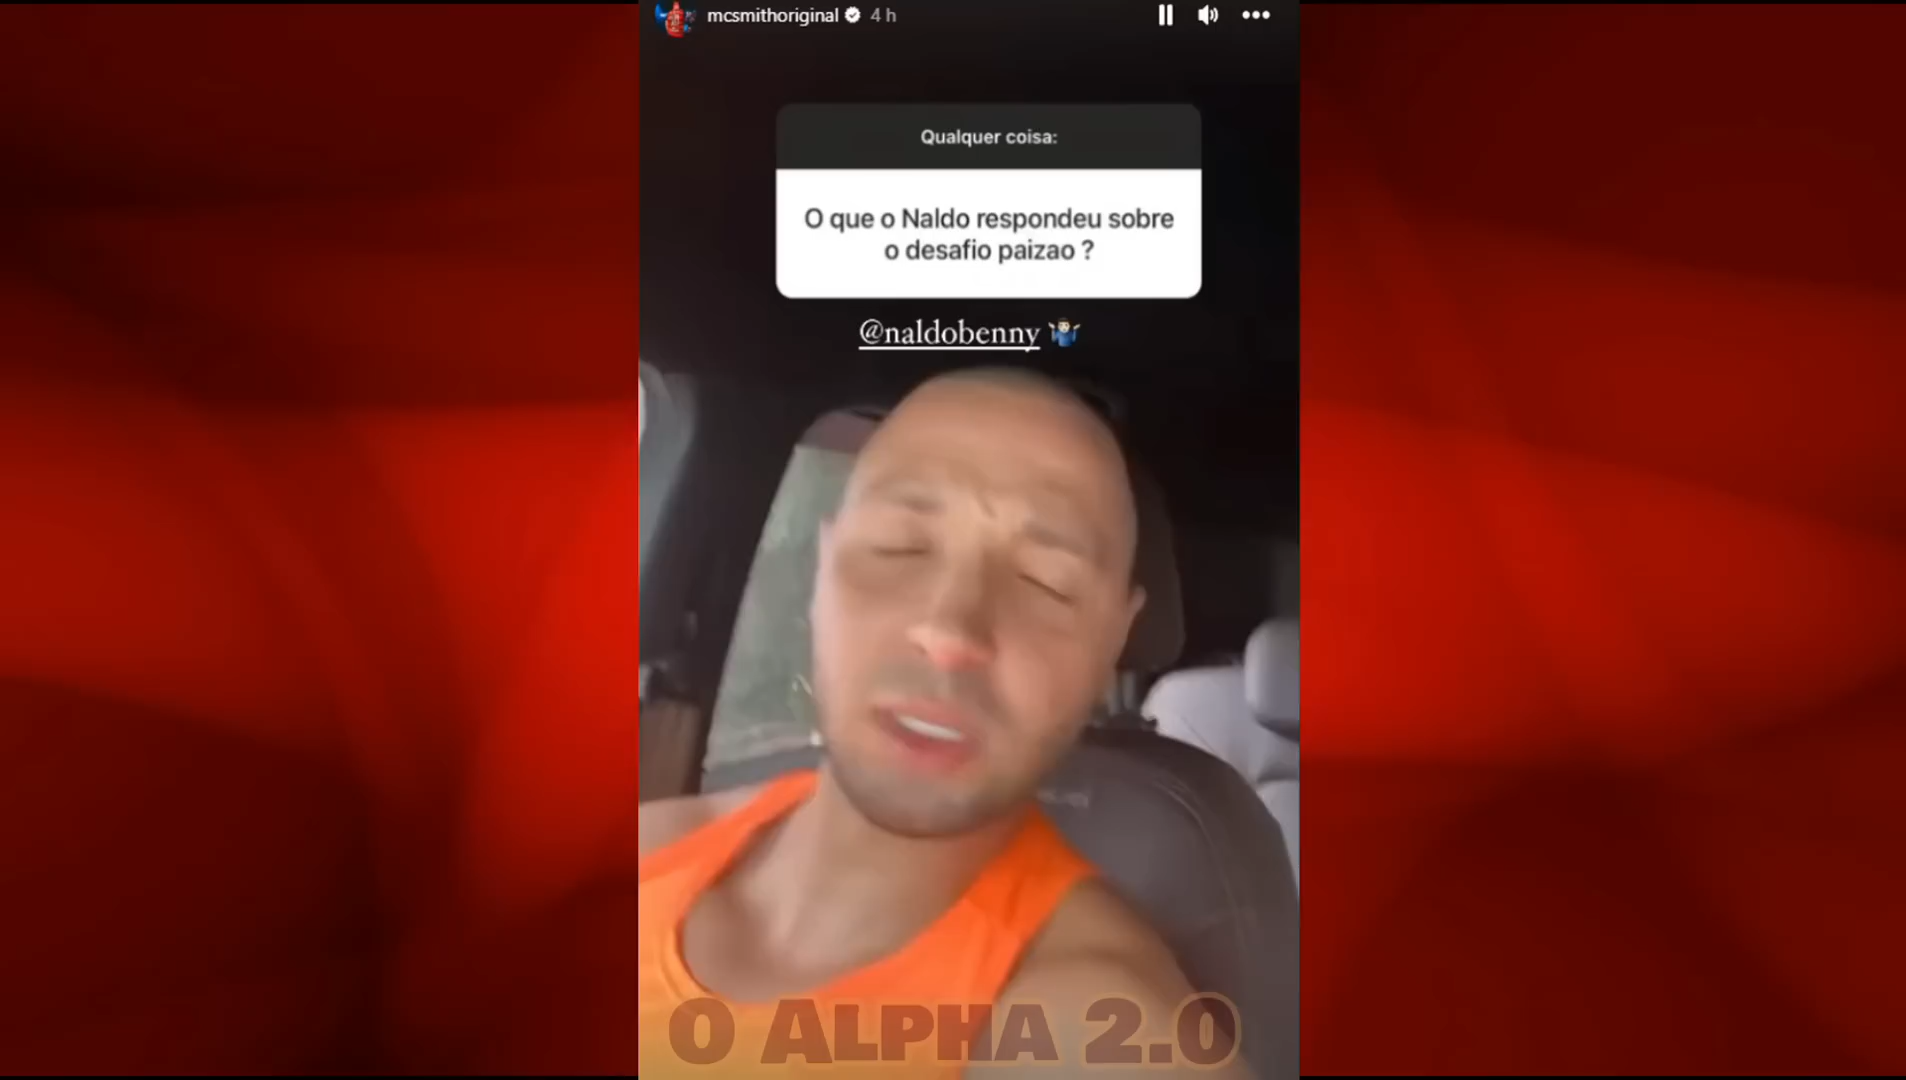 mcsmithoriginal 4 h
Qualquer coisa:
O que o Naldo respondeu sobre
o desafio paizao ?
@naldobenny 🤷🏻‍♂️
O ALPHA 2.0